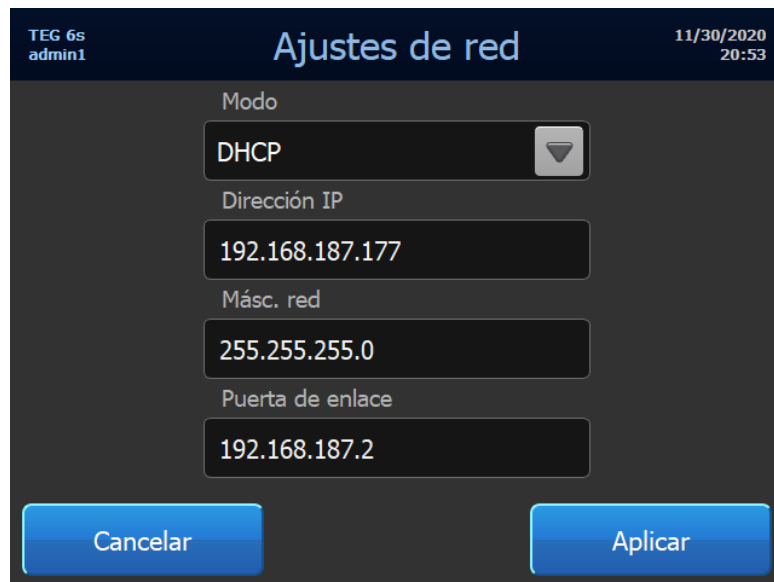 TEG 6s
admin1
Ajustes de red
11/30/2020
20:53
Modo
DHCP
Dirección IP
192.168.187.177
Másc. red
255.255.255.0
Puerta de enlace
192.168.187.2
Cancelar
Aplicar